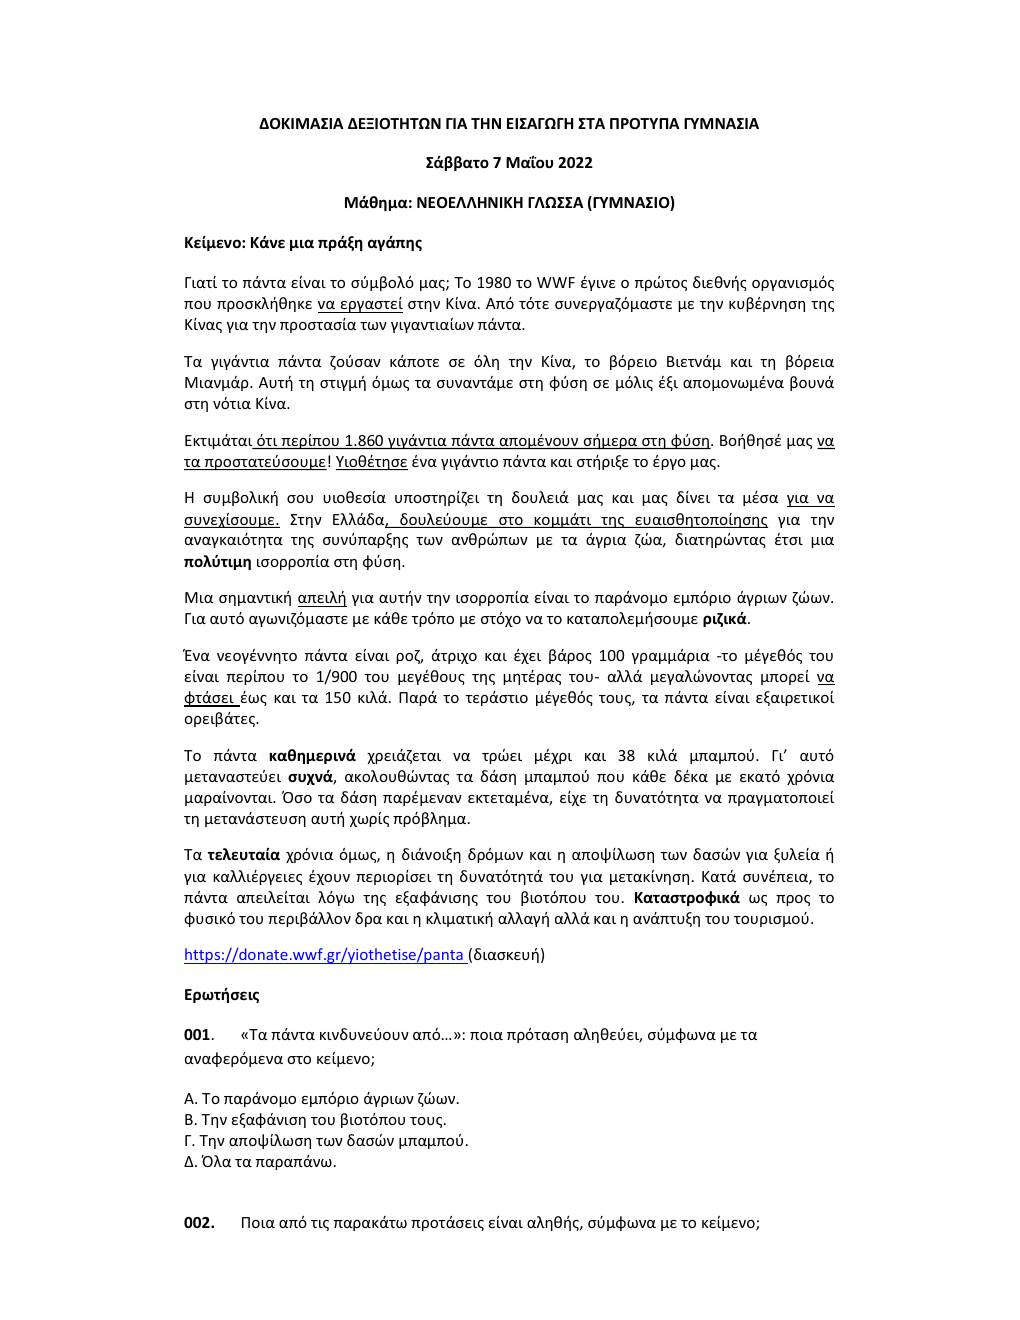 ΔΟΚΙΜΑΣΙΑ ΔΕΞΙΟΤΗΤΩΝ ΓΙΑ ΤΗΝ ΕΙΣΑΓΩΓΗ ΣΤΑ ΠΡΟΤΥΠΑ ΓΥΜΝΑΣΙΑ
Σάββατο 7 Μαΐου 2022
Μάθημα: ΝΕΟΕΛΛΗΝΙΚΗ ΓΛΩΣΣΑ (ΓΥΜΝΑΣΙΟ)
Κείμενο: Κάνε μια πράξη αγάπης
Γιατί το πάντα είναι το σύμβολό μας; Το 1980 το WWF έγινε ο πρώτος διεθνής οργανισμός
που προσκλήθηκε να εργαστεί στην Κίνα. Από τότε συνεργαζόμαστε με την κυβέρνηση της
Κίνας για την προστασία των γιγαντιαίων πάντα.
Τα γιγάντια πάντα ζούσαν κάποτε σε όλη την Κίνα, το βόρειο Βιετνάμ και τη βόρεια
Μιανμάρ. Αυτή τη στιγμή όμως τα συναντάμε στη φύση σε μόλις έξι απομονωμένα βουνά
στη νότια Κίνα.
Εκτιμάται ότι περίπου 1.860 γιγάντια πάντα απομένουν σήμερα στη φύση. Βοήθησέ μας να
τα προστατεύσουμε! Υιοθέτησε ένα γιγάντιο πάντα και στήριξε το έργο μας.
Η συμβολική σου υιοθεσία υποστηρίζει τη δουλειά μας και μας δίνει τα μέσα για να
συνεχίσουμε. Στην Ελλάδα, δουλεύουμε στο κομμάτι της ευαισθητοποίησης για την
αναγκαιότητα της συνύπαρξης των ανθρώπων με τα άγρια ζώα, διατηρώντας έτσι μια
πολύτιμη ισορροπία στη φύση.
Μια σημαντική απειλή για αυτήν την ισορροπία είναι το παράνομο εμπόριο άγριων ζώων.
Για αυτό αγωνιζόμαστε με κάθε τρόπο με στόχο να το καταπολεμήσουμε ριζικά.
Ένα νεογέννητο πάντα είναι ροζ, άτριχο και έχει βάρος 100 γραμμάρια -το μέγεθός του
είναι περίπου το 1/900 του μεγέθους της μητέρας του- αλλά μεγαλώνοντας μπορεί να
φτάσει έως και τα 150 κιλά. Παρά το τεράστιο μέγεθός τους, τα πάντα είναι εξαιρετικοί
ορειβάτες.
Το πάντα καθημερινά χρειάζεται να τρώει μέχρι και 38 κιλά μπαμπού. Γι’ αυτό
μεταναστεύει συχνά, ακολουθώντας τα δάση μπαμπού που κάθε δέκα με εκατό χρόνια
μαραίνονται. Όσο τα δάση παρέμεναν εκτεταμένα, είχε τη δυνατότητα να πραγματοποιεί
τη μετανάστευση αυτή χωρίς πρόβλημα.
Τα τελευταία χρόνια όμως, η διάνοιξη δρόμων και η αποψίλωση των δασών για ξυλεία ή
για καλλιέργειες έχουν περιορίσει τη δυνατότητά του για μετακίνηση. Κατά συνέπεια, το
πάντα απειλείται λόγω της εξαφάνισης του βιοτόπου του. Καταστροφικά ως προς το
φυσικό του περιβάλλον δρα και η κλιματική αλλαγή αλλά και η ανάπτυξη του τουρισμού.
https://donate.wwf.gr/yiothetise/panta (διασκευή)
Ερωτήσεις
001. «Τα πάντα κινδυνεύουν από…»: ποια πρόταση αληθεύει, σύμφωνα με τα
αναφερόμενα στο κείμενο;
Α. Το παράνομο εμπόριο άγριων ζώων.
Β. Την εξαφάνιση του βιοτόπου τους.
Γ. Την αποψίλωση των δασών μπαμπού.
Δ. Όλα τα παραπάνω.
002. Ποια από τις παρακάτω προτάσεις είναι αληθής, σύμφωνα με το κείμενο;